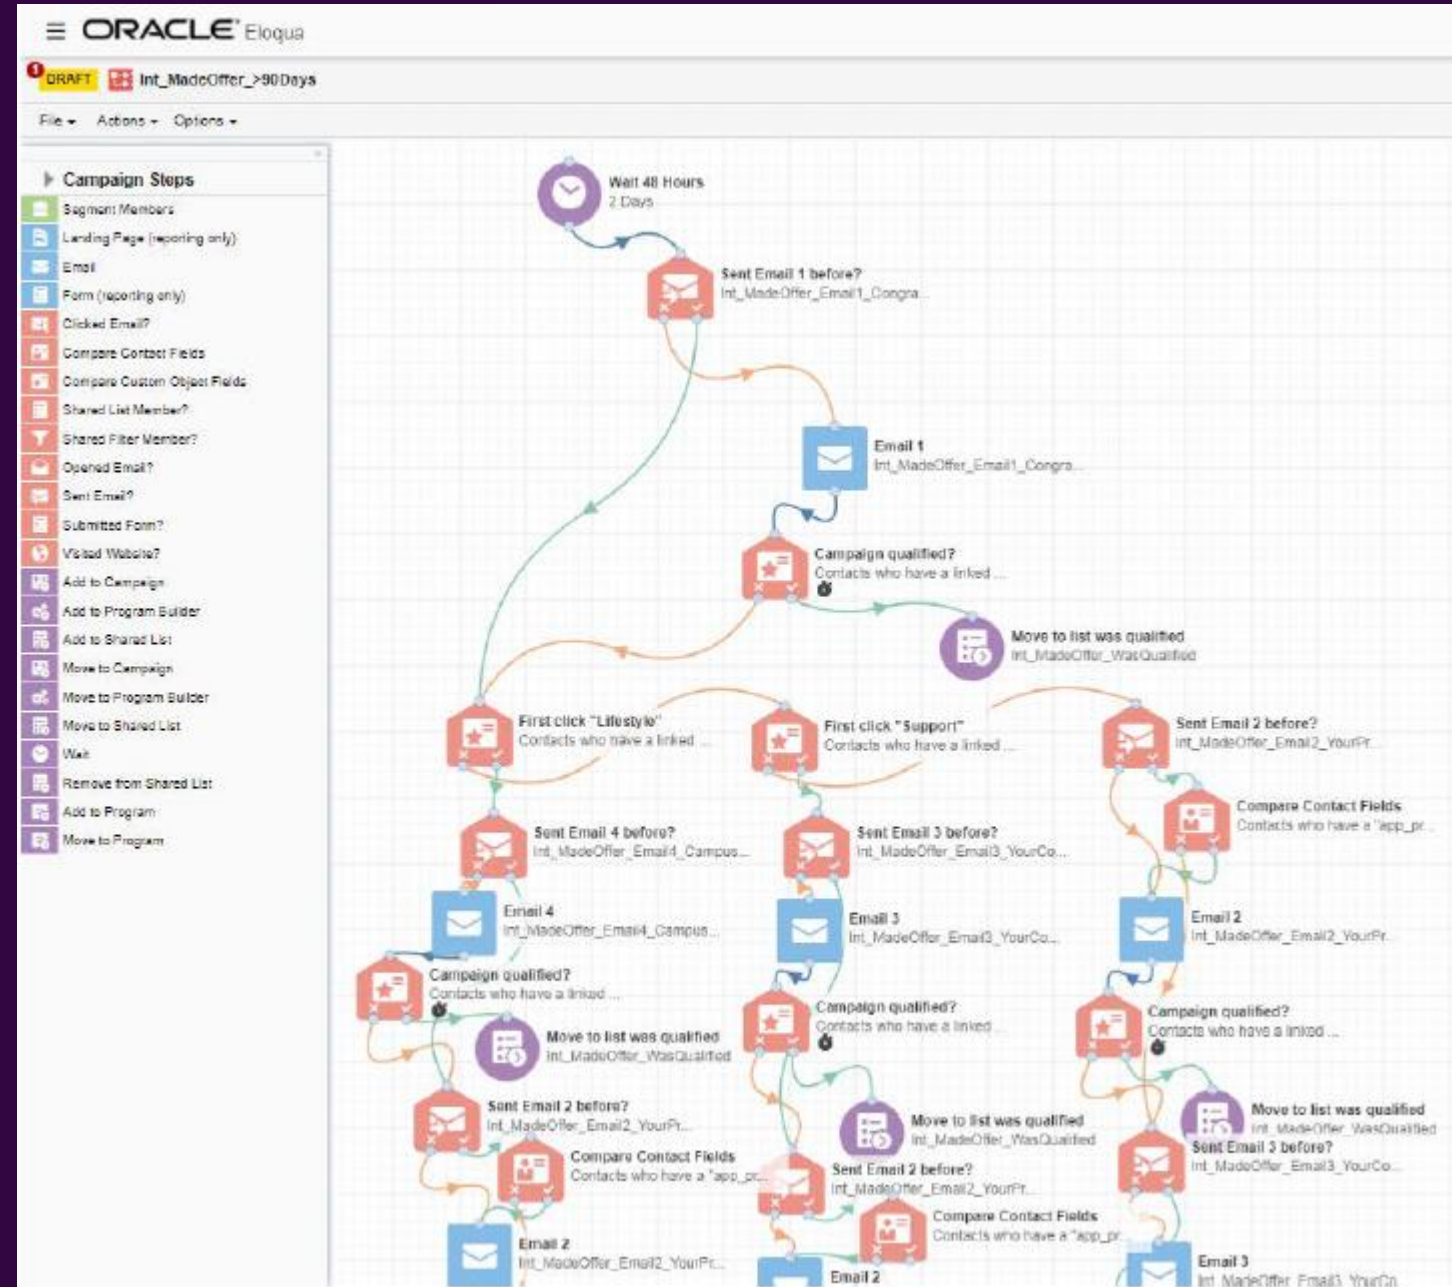 ORACLE Eloqua
1
DRAFT Int_MadeOffer_>90Days
File Actions Options
Campaign Steps
Segment Members
Landing Page (reporting only)
Email
Form (reporting only)
Clicked Email?
Compare Contact Fields
Compare Custom Object Fields
Shared List Member?
Shared Filter Member?
Opened Email?
Sent Email?
Submitted Form?
Visited Website?
Add to Campaign
Add to Program Builder
Add to Shared List
Move to Campaign
Move to Program Builder
Move to Shared List
Wait
Remove from Shared List
Add to Program
Move to Program
Wait 48 Hours
2 Days
Sent Email 1 before?
Int_MadeOffer_Email1_Congra...
Email 1
Int_MadeOffer_Email1_Congra...
Campaign qualified?
Contacts who have a linked ...
Move to list was qualified
Int_MadeOffer_WasQualified
First click "Lifestyle"
Contacts who have a linked ...
First click "Support"
Contacts who have a linked ...
Sent Email 2 before?
Int_MadeOffer_Email2_YourPr...
Compare Contact Fields
Contacts who have a "app_pr...
Sent Email 4 before?
Int_MadeOffer_Email4_Campus...
Sent Email 3 before?
Int_MadeOffer_Email3_YourCo...
Email 4
Int_MadeOffer_Email4_Campus...
Email 3
Int_MadeOffer_Email3_YourCo...
Email 2
Int_MadeOffer_Email2_YourPr...
Campaign qualified?
Contacts who have a linked ...
Campaign qualified?
Contacts who have a linked ...
Campaign qualified?
Contacts who have a linked ...
Move to list was qualified
Int_MadeOffer_WasQualified
Sent Email 2 before?
Int_MadeOffer_Email2_YourPr...
Move to list was qualified
Int_MadeOffer_WasQualified
Move to list was qualified
Int_MadeOffer_WasQualified
Sent Email 3 before?
Int_MadeOffer_Email3_YourCo...
Compare Contact Fields
Contacts who have a "app_pr...
Sent Email 2 before?
Int_MadeOffer_Email2_YourPr...
Compare Contact Fields
Contacts who have a "app_pr...
Email 2
Int_MadeOffer_Email2_YourPr...
Email 2
Email 3
Int_MadeOffer_Email3_YourCo